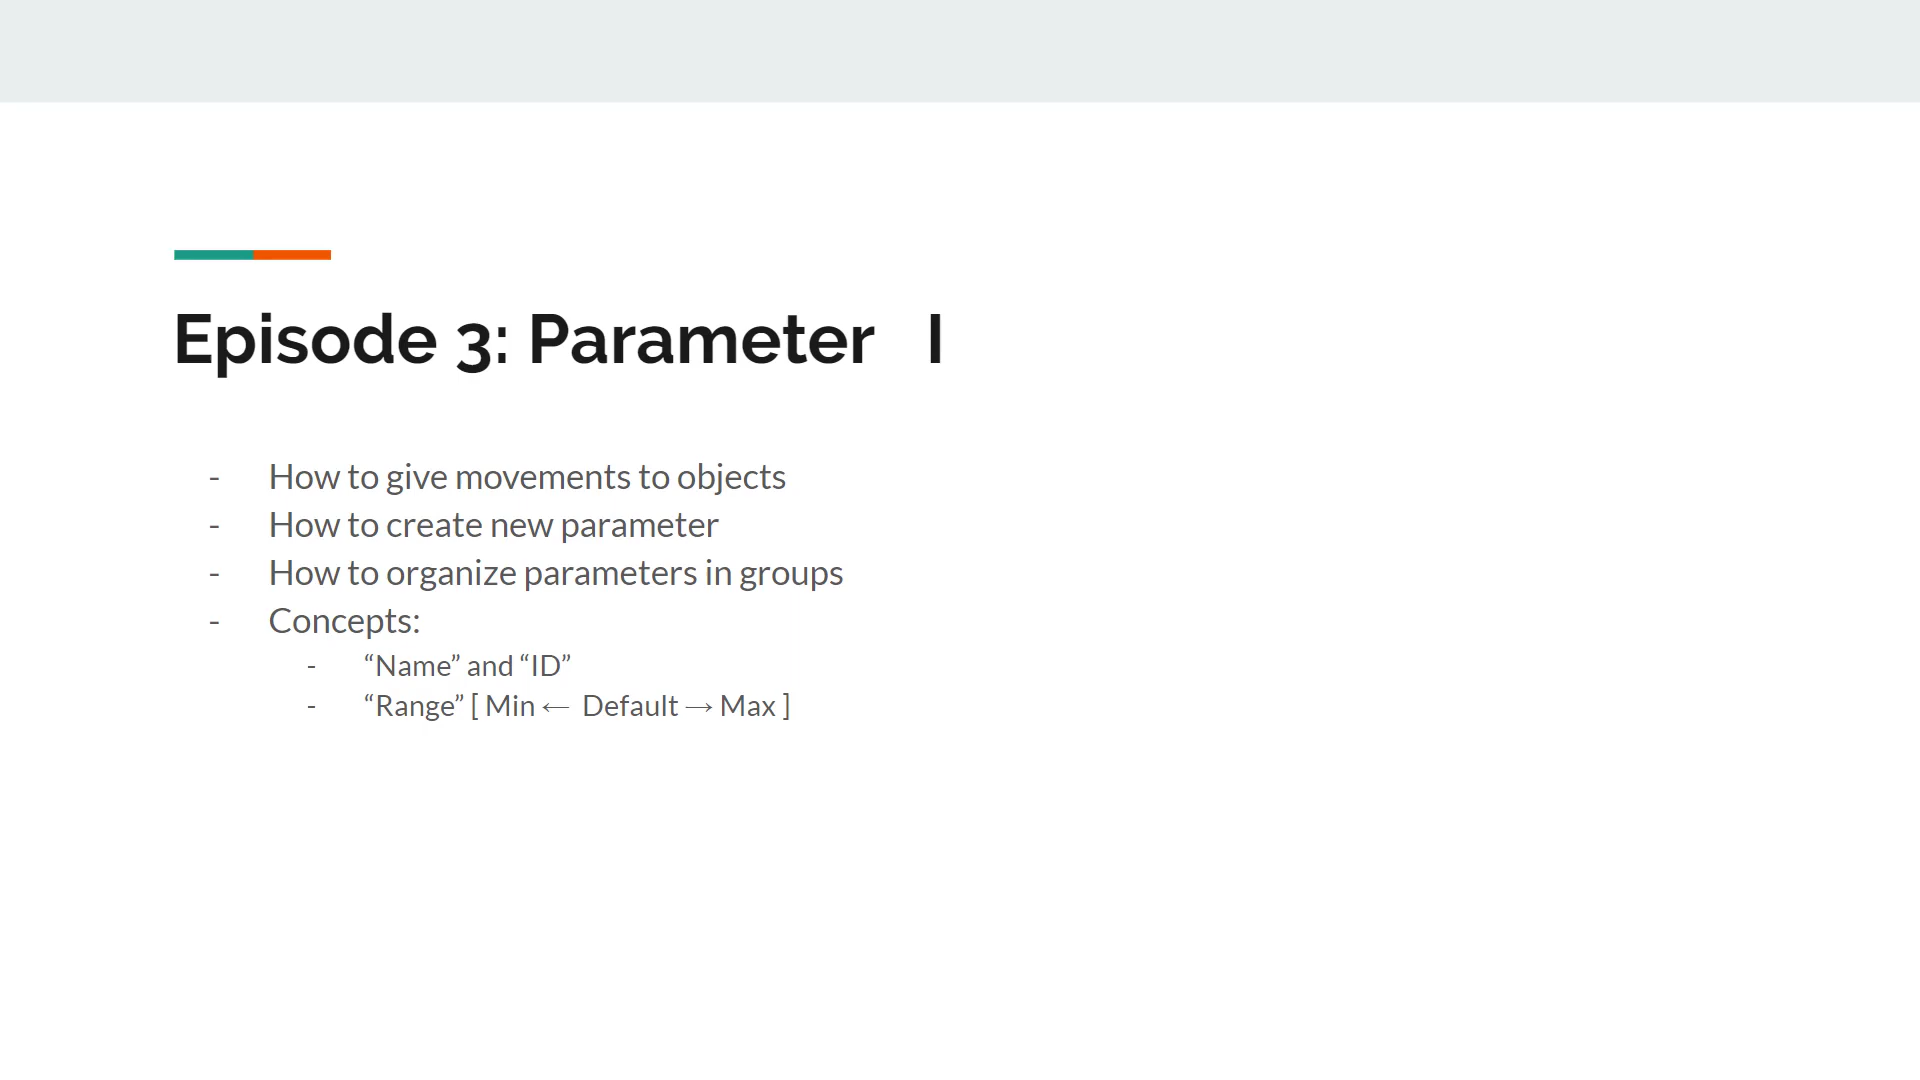 Episode 3: Parameter   I
- How to give movements to objects
- How to create new parameter
- How to organize parameters in groups
- Concepts:
- “Name” and “ID”
- “Range” [ Min ← Default → Max ]